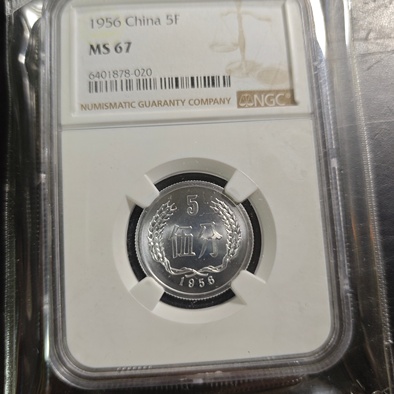 1956 China 5F
MS 67
6401878-020
NUMISMATIC GUARANTY COMPANY
NGC
5
伍分
1956